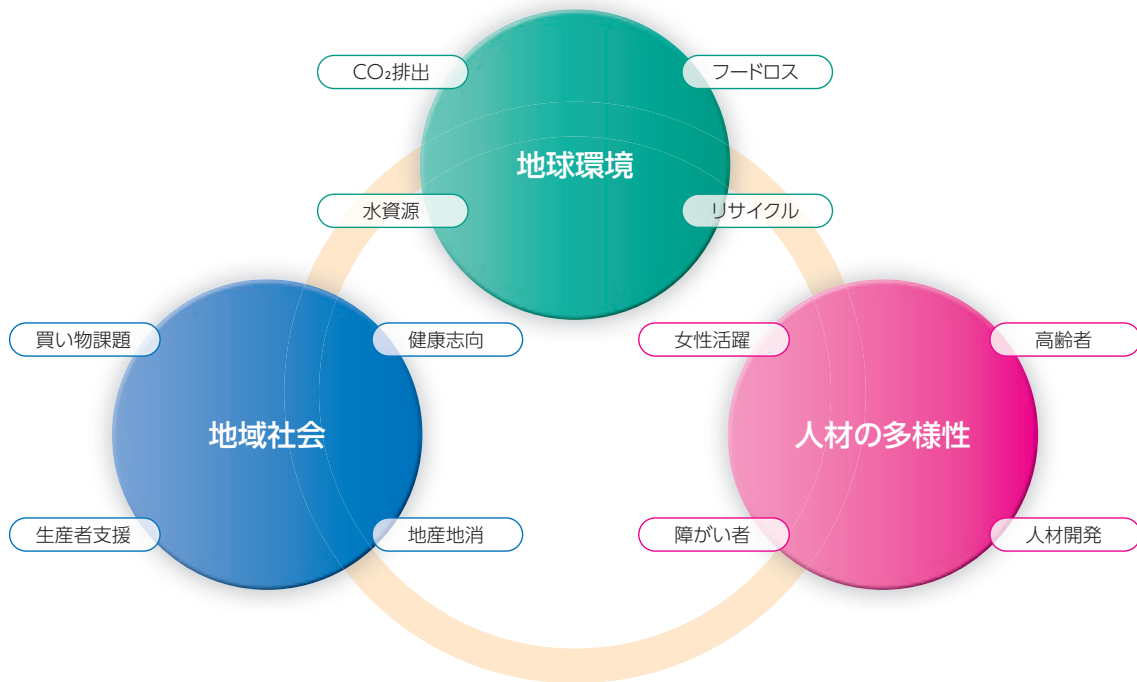 CO₂排出
フードロス
地球環境
水資源
リサイクル
買い物課題
健康志向
地域社会
生産者支援
地産地消
女性活躍
高齢者
人材の多様性
障がい者
人材開発